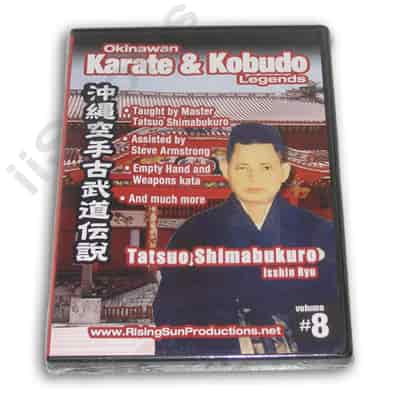 Okinawan
Karate & Kobudo
Legends
沖縄空手古武道伝説
• Taught by Master
Tatsuo Shimabukuro
• Assisted by
Steve Armstrong
• Empty Hand and
Weapons kata
• And much more
Tatsuo Shimabukuro
Isshin Ryu
volume
#8
www.RisingSunProductions.net